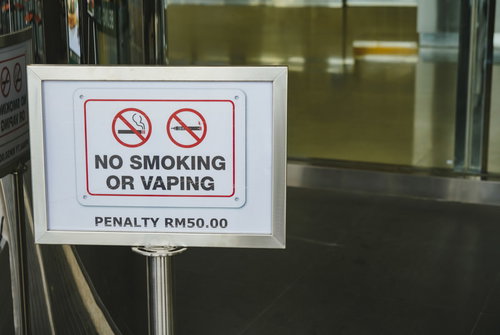 NO SMOKING
OR VAPING
PENALTY RM50.00